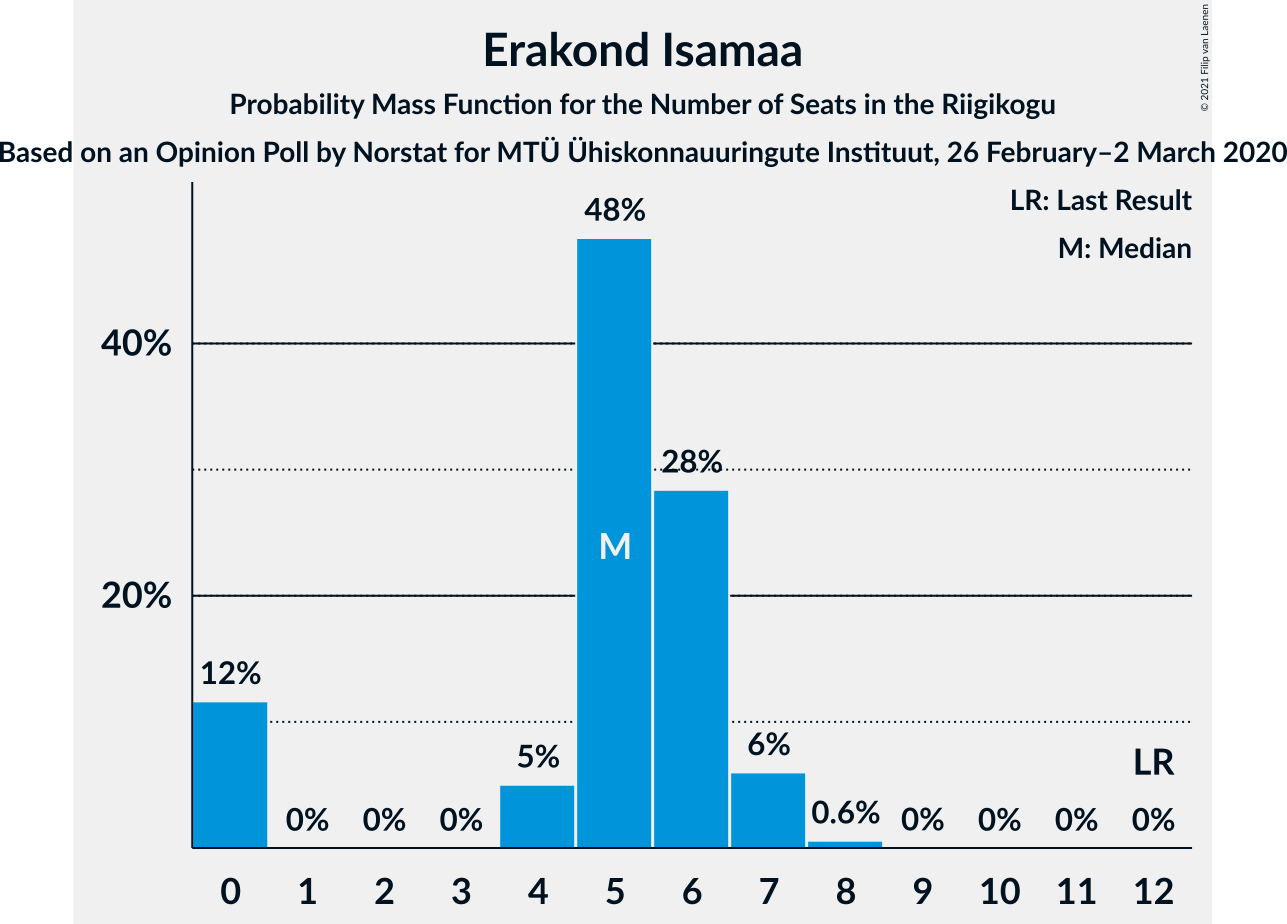 Erakond Isamaa
Probability Mass Function for the Number of Seats in the Riigikogu
Based on an Opinion Poll by Norstat for MTÜ Ühiskonnauuringute Instituut, 26 February–2 March 2020
© 2021 Filip van Laenen
LR: Last Result
M: Median
48%
40%
28%
M
20%
12%
6%
5%
LR
0% 0% 0% 0.6% 0% 0% 0% 0%
0 1 2 3 4 5 6 7 8 9 10 11 12